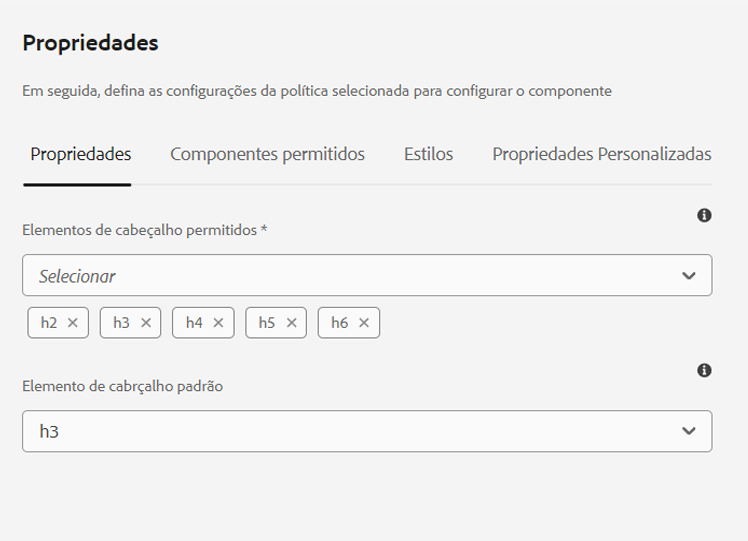 Propriedades
Em seguida, defina as configurações da política selecionada para configurar o componente
Propriedades Componentes permitidos Estilos Propriedades Personalizadas
Elementos de cabeçalho permitidos *
Selecionar
h2 h3 h4 h5 h6
Elemento de cabrçalho padrão
h3